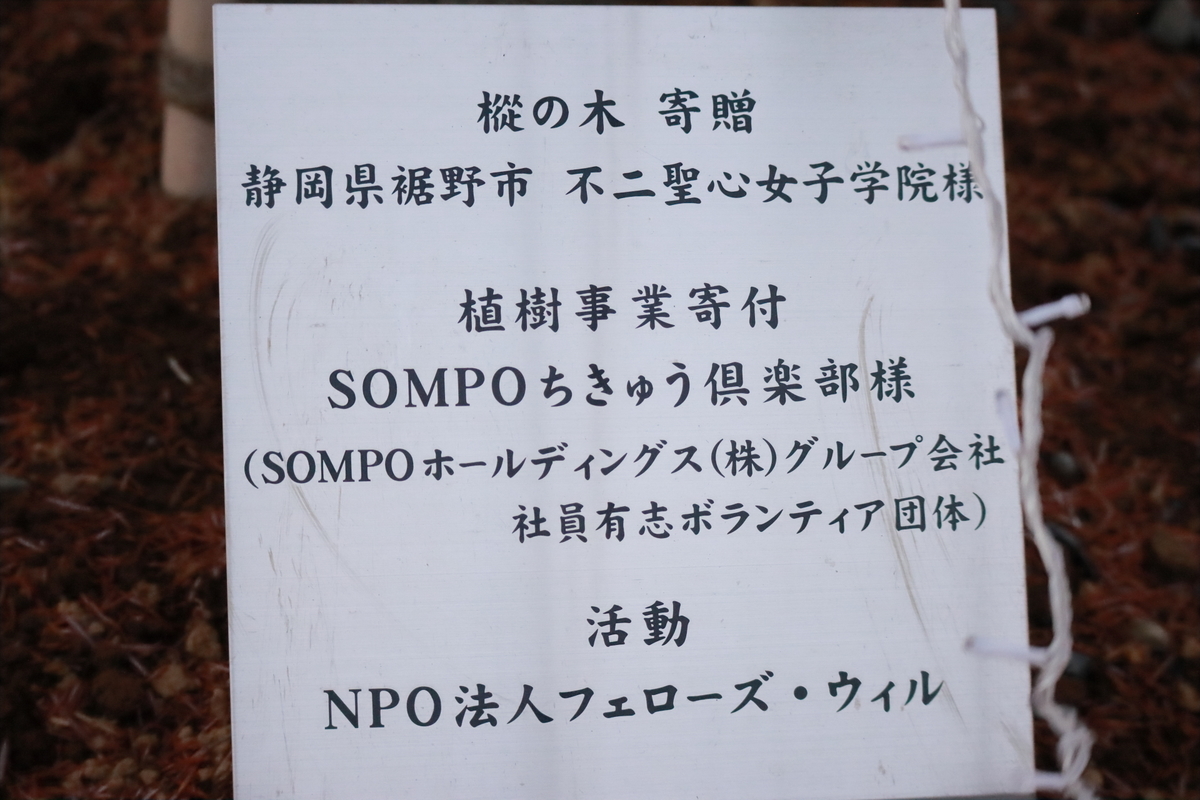 樅の木 寄贈
静岡県裾野市 不二聖心女子学院様
植樹事業寄付
SOMPOちきゅう倶楽部様
(SOMPOホールディングス(株)グループ会社
社員有志ボランティア団体)
活動
NPO法人フェローズ・ウィル